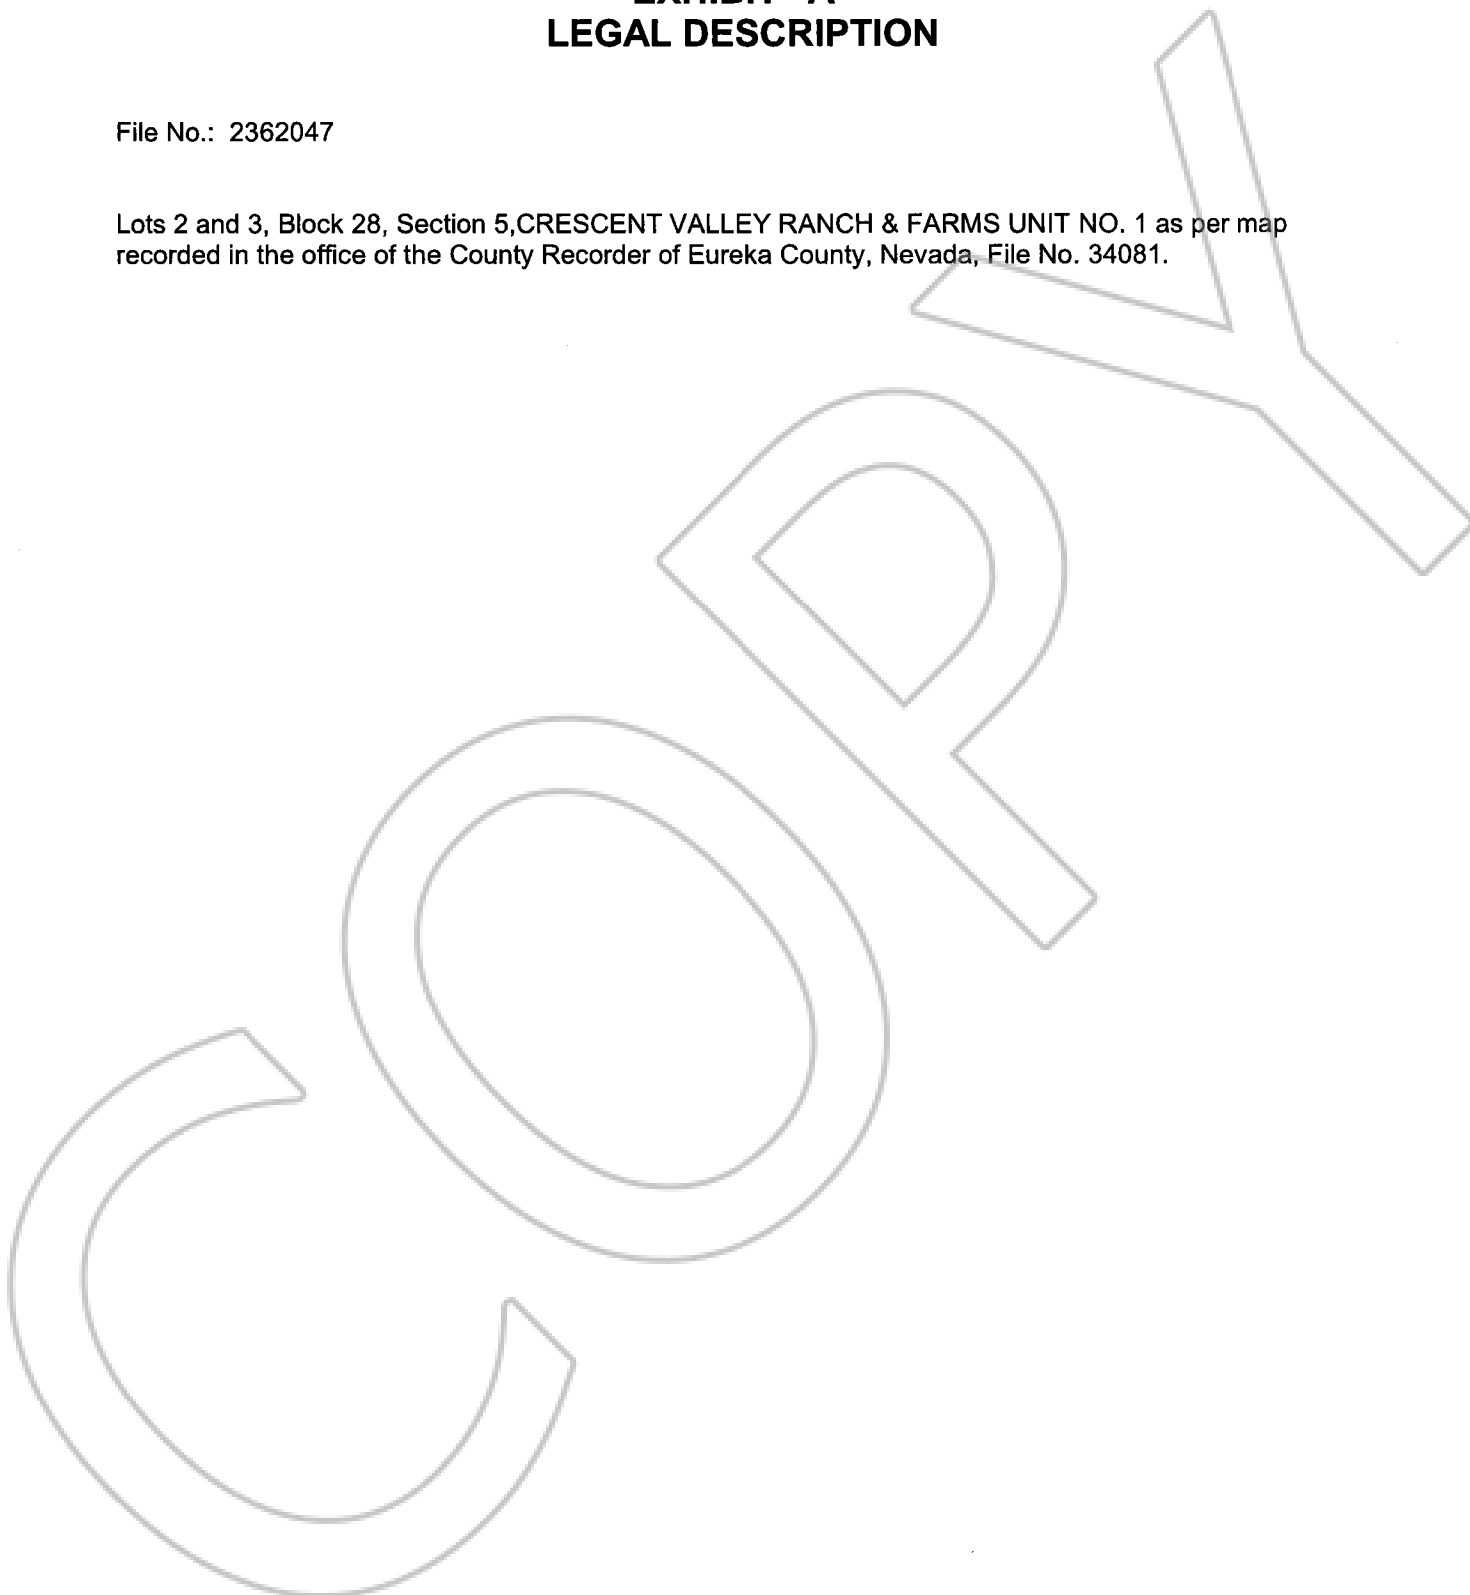 EXHIBIT "A"
LEGAL DESCRIPTION
File No.: 2362047
Lots 2 and 3, Block 28, Section 5,CRESCENT VALLEY RANCH & FARMS UNIT NO. 1 as per map
recorded in the office of the County Recorder of Eureka County, Nevada, File No. 34081.
COPY